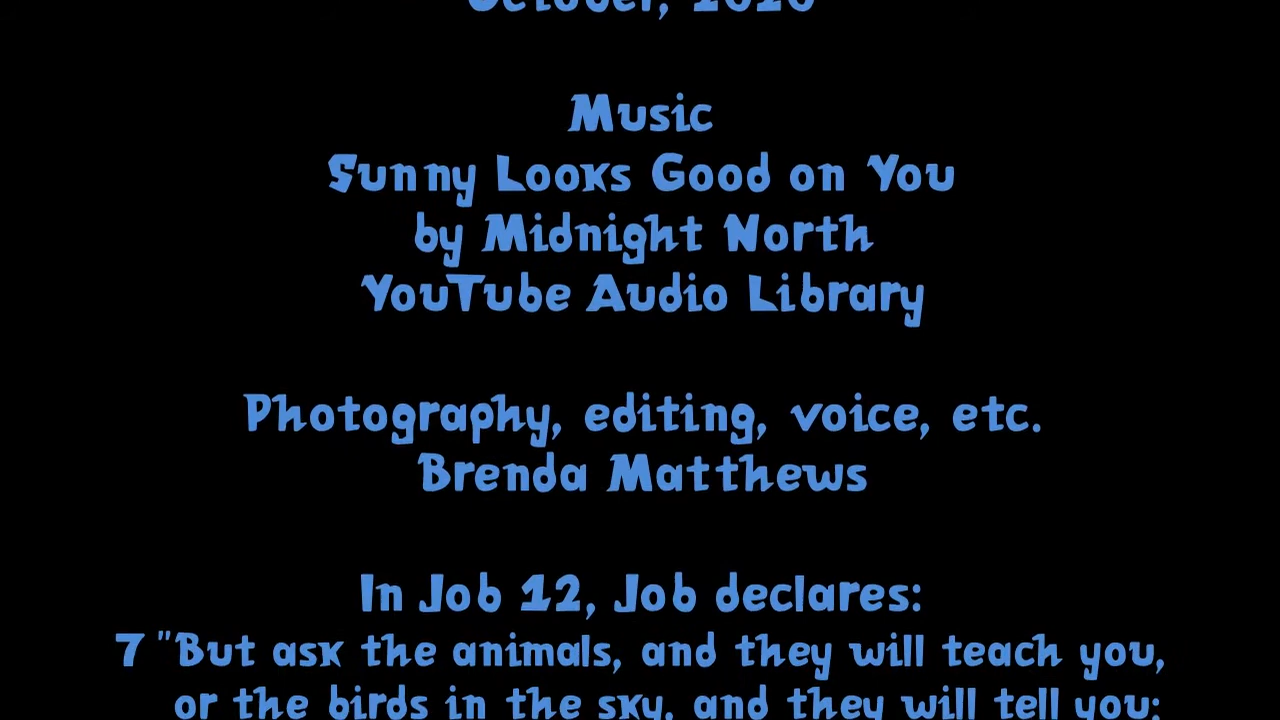 October, 2020
Music
Sunny Looks Good on You
by Midnight North
YouTube Audio Library
Photography, editing, voice, etc.
Brenda Matthews
In Job 12, Job declares:
7 "But ask the animals, and they will teach you,
or the birds in the sky, and they will tell you;